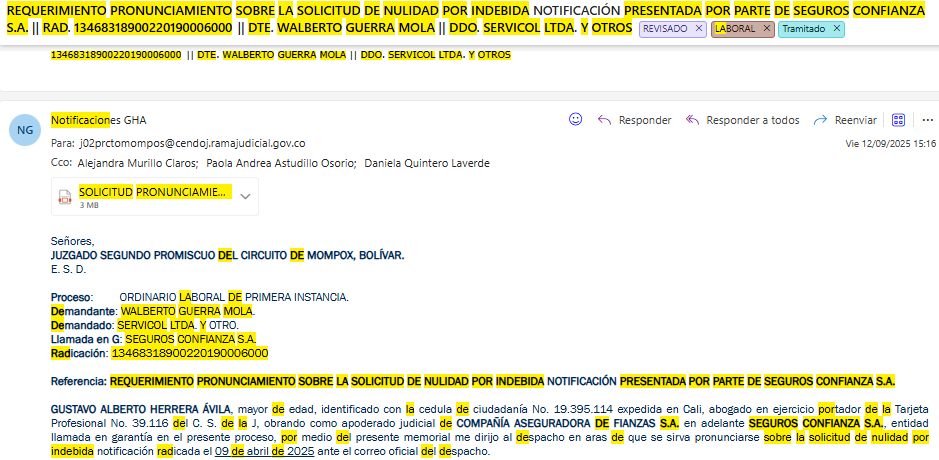 REQUERIMIENTO PRONUNCIAMIENTO SOBRE LA SOLICITUD DE NULIDAD POR INDEBIDA NOTIFICACIÓN PRESENTADA POR PARTE DE SEGUROS CONFIANZA
S.A. || RAD. 13468318900220190006000 || DTE. WALBERTO GUERRA MOLA || DDO. SERVICOL LTDA. Y OTROS REVISADO × LABORAL × Tramitado ×
13468318900220190006000 || DTE. WALBERTO GUERRA MOLA || DDO. SERVICOL LTDA. Y OTROS
NG
Notificaciones GHA
Responder
Responder a todos
Reenviar
Para: j02prctomompos@cendoj.ramajudicial.gov.co
Vie 12/09/2025 15:16
Cco: Alejandra Murillo Claros; Paola Andrea Astudillo Osorio; Daniela Quintero Laverde
SOLICITUD PRONUNCIAMIE...
3 MB
Señores,
JUZGADO SEGUNDO PROMISCUO DEL CIRCUITO DE MOMPOX, BOLÍVAR.
E. S. D.
Proceso: ORDINARIO LABORAL DE PRIMERA INSTANCIA.
Demandante: WALBERTO GUERRA MOLA.
Demandado: SERVICOL LTDA. Y OTRO.
Llamada en G: SEGUROS CONFIANZA S.A.
Radicación: 13468318900220190006000
Referencia: REQUERIMIENTO PRONUNCIAMIENTO SOBRE LA SOLICITUD DE NULIDAD POR INDEBIDA NOTIFICACIÓN PRESENTADA POR PARTE DE SEGUROS CONFIANZA S.A.
GUSTAVO ALBERTO HERRERA ÁVILA, mayor de edad, identificado con la cedula de ciudadanía No. 19.395.114 expedida en Cali, abogado en ejercicio portador de la Tarjeta
Profesional No. 39.116 del C. S. de la J, obrando como apoderado judicial de COMPAÑÍA ASEGURADORA DE FIANZAS S.A. en adelante SEGUROS CONFIANZA S.A., entidad
llamada en garantía en el presente proceso, por medio del presente memorial me dirijo al despacho en aras de que se sirva pronunciarse sobre la solicitud de nulidad por
indebida notificación radicada el 09 de abril de 2025 ante el correo oficial del despacho.